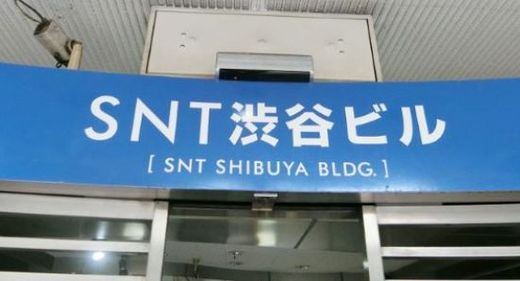 SNT渋谷ビル
[ SNT SHIBUYA BLDG. ]